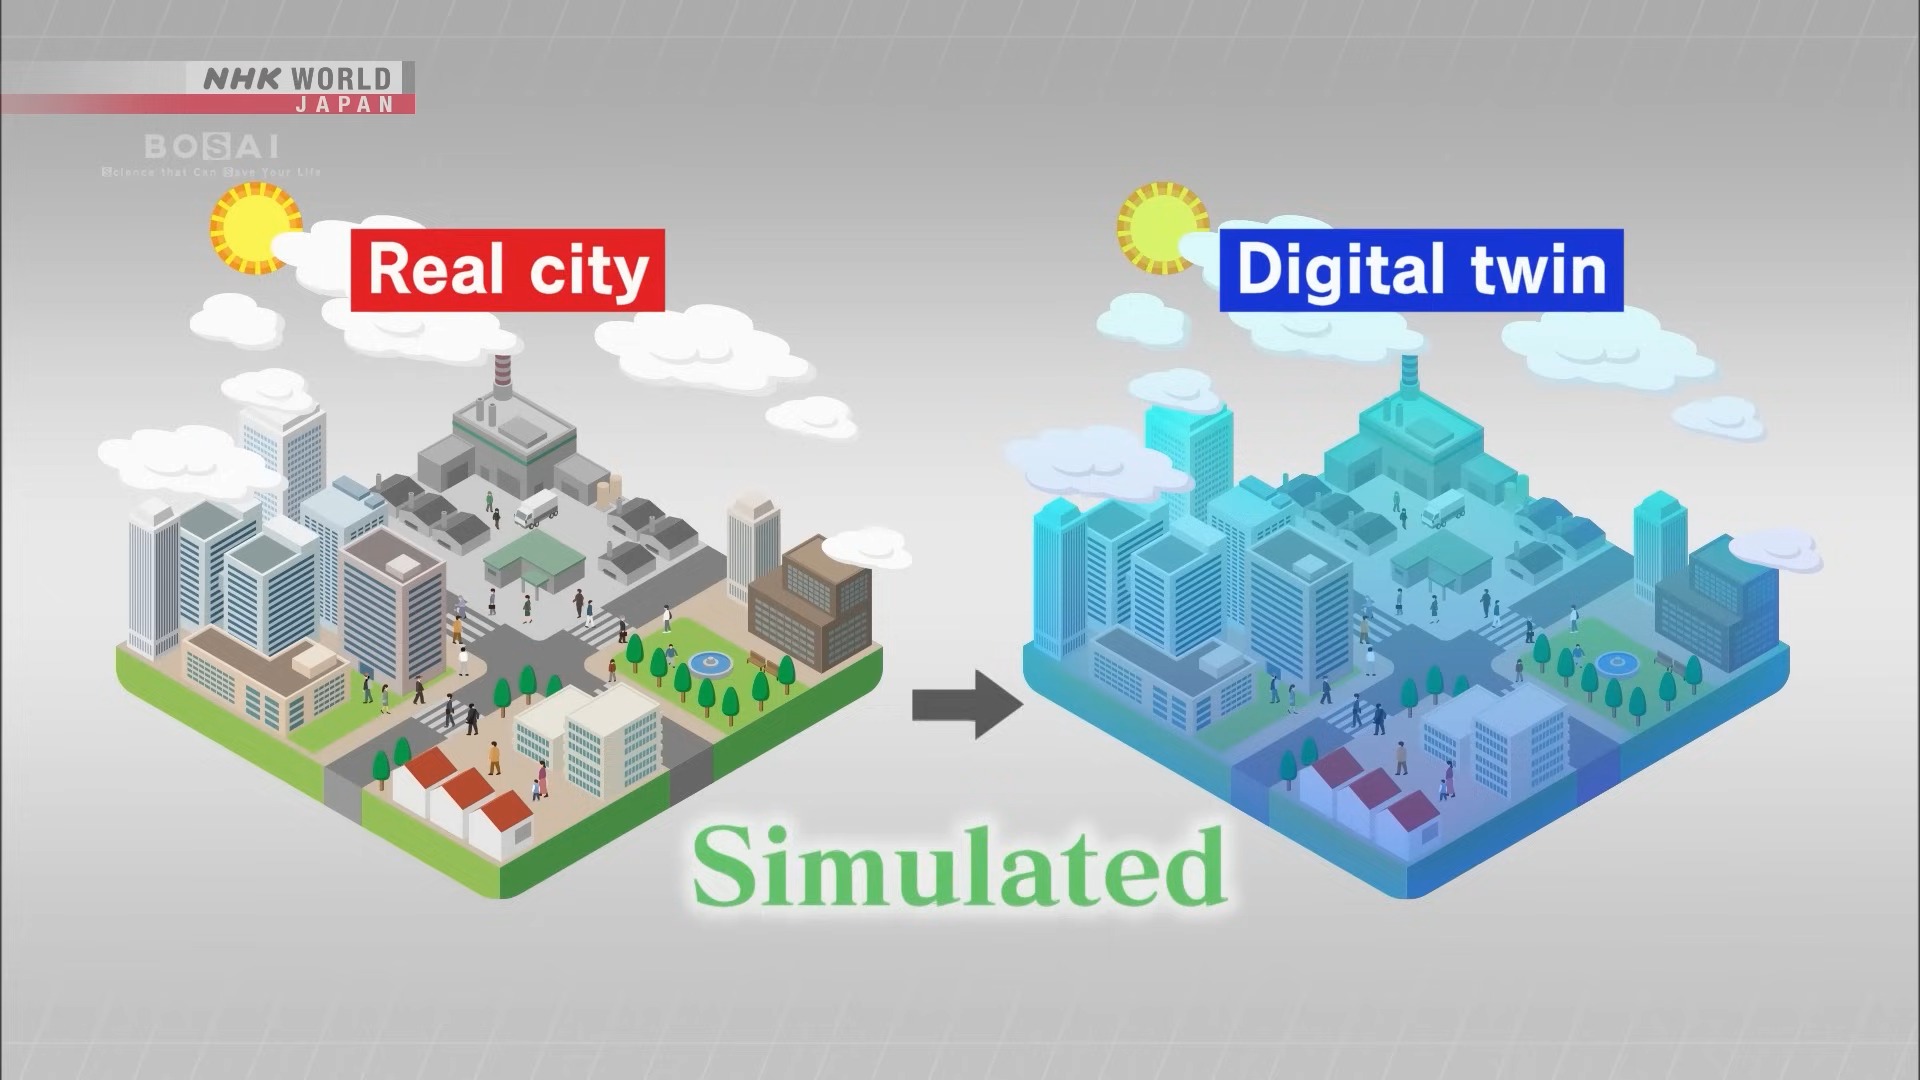 NHK WORLD
JAPAN
BOSAI
Science that Can Save Your Life
Real city
Digital twin
Simulated